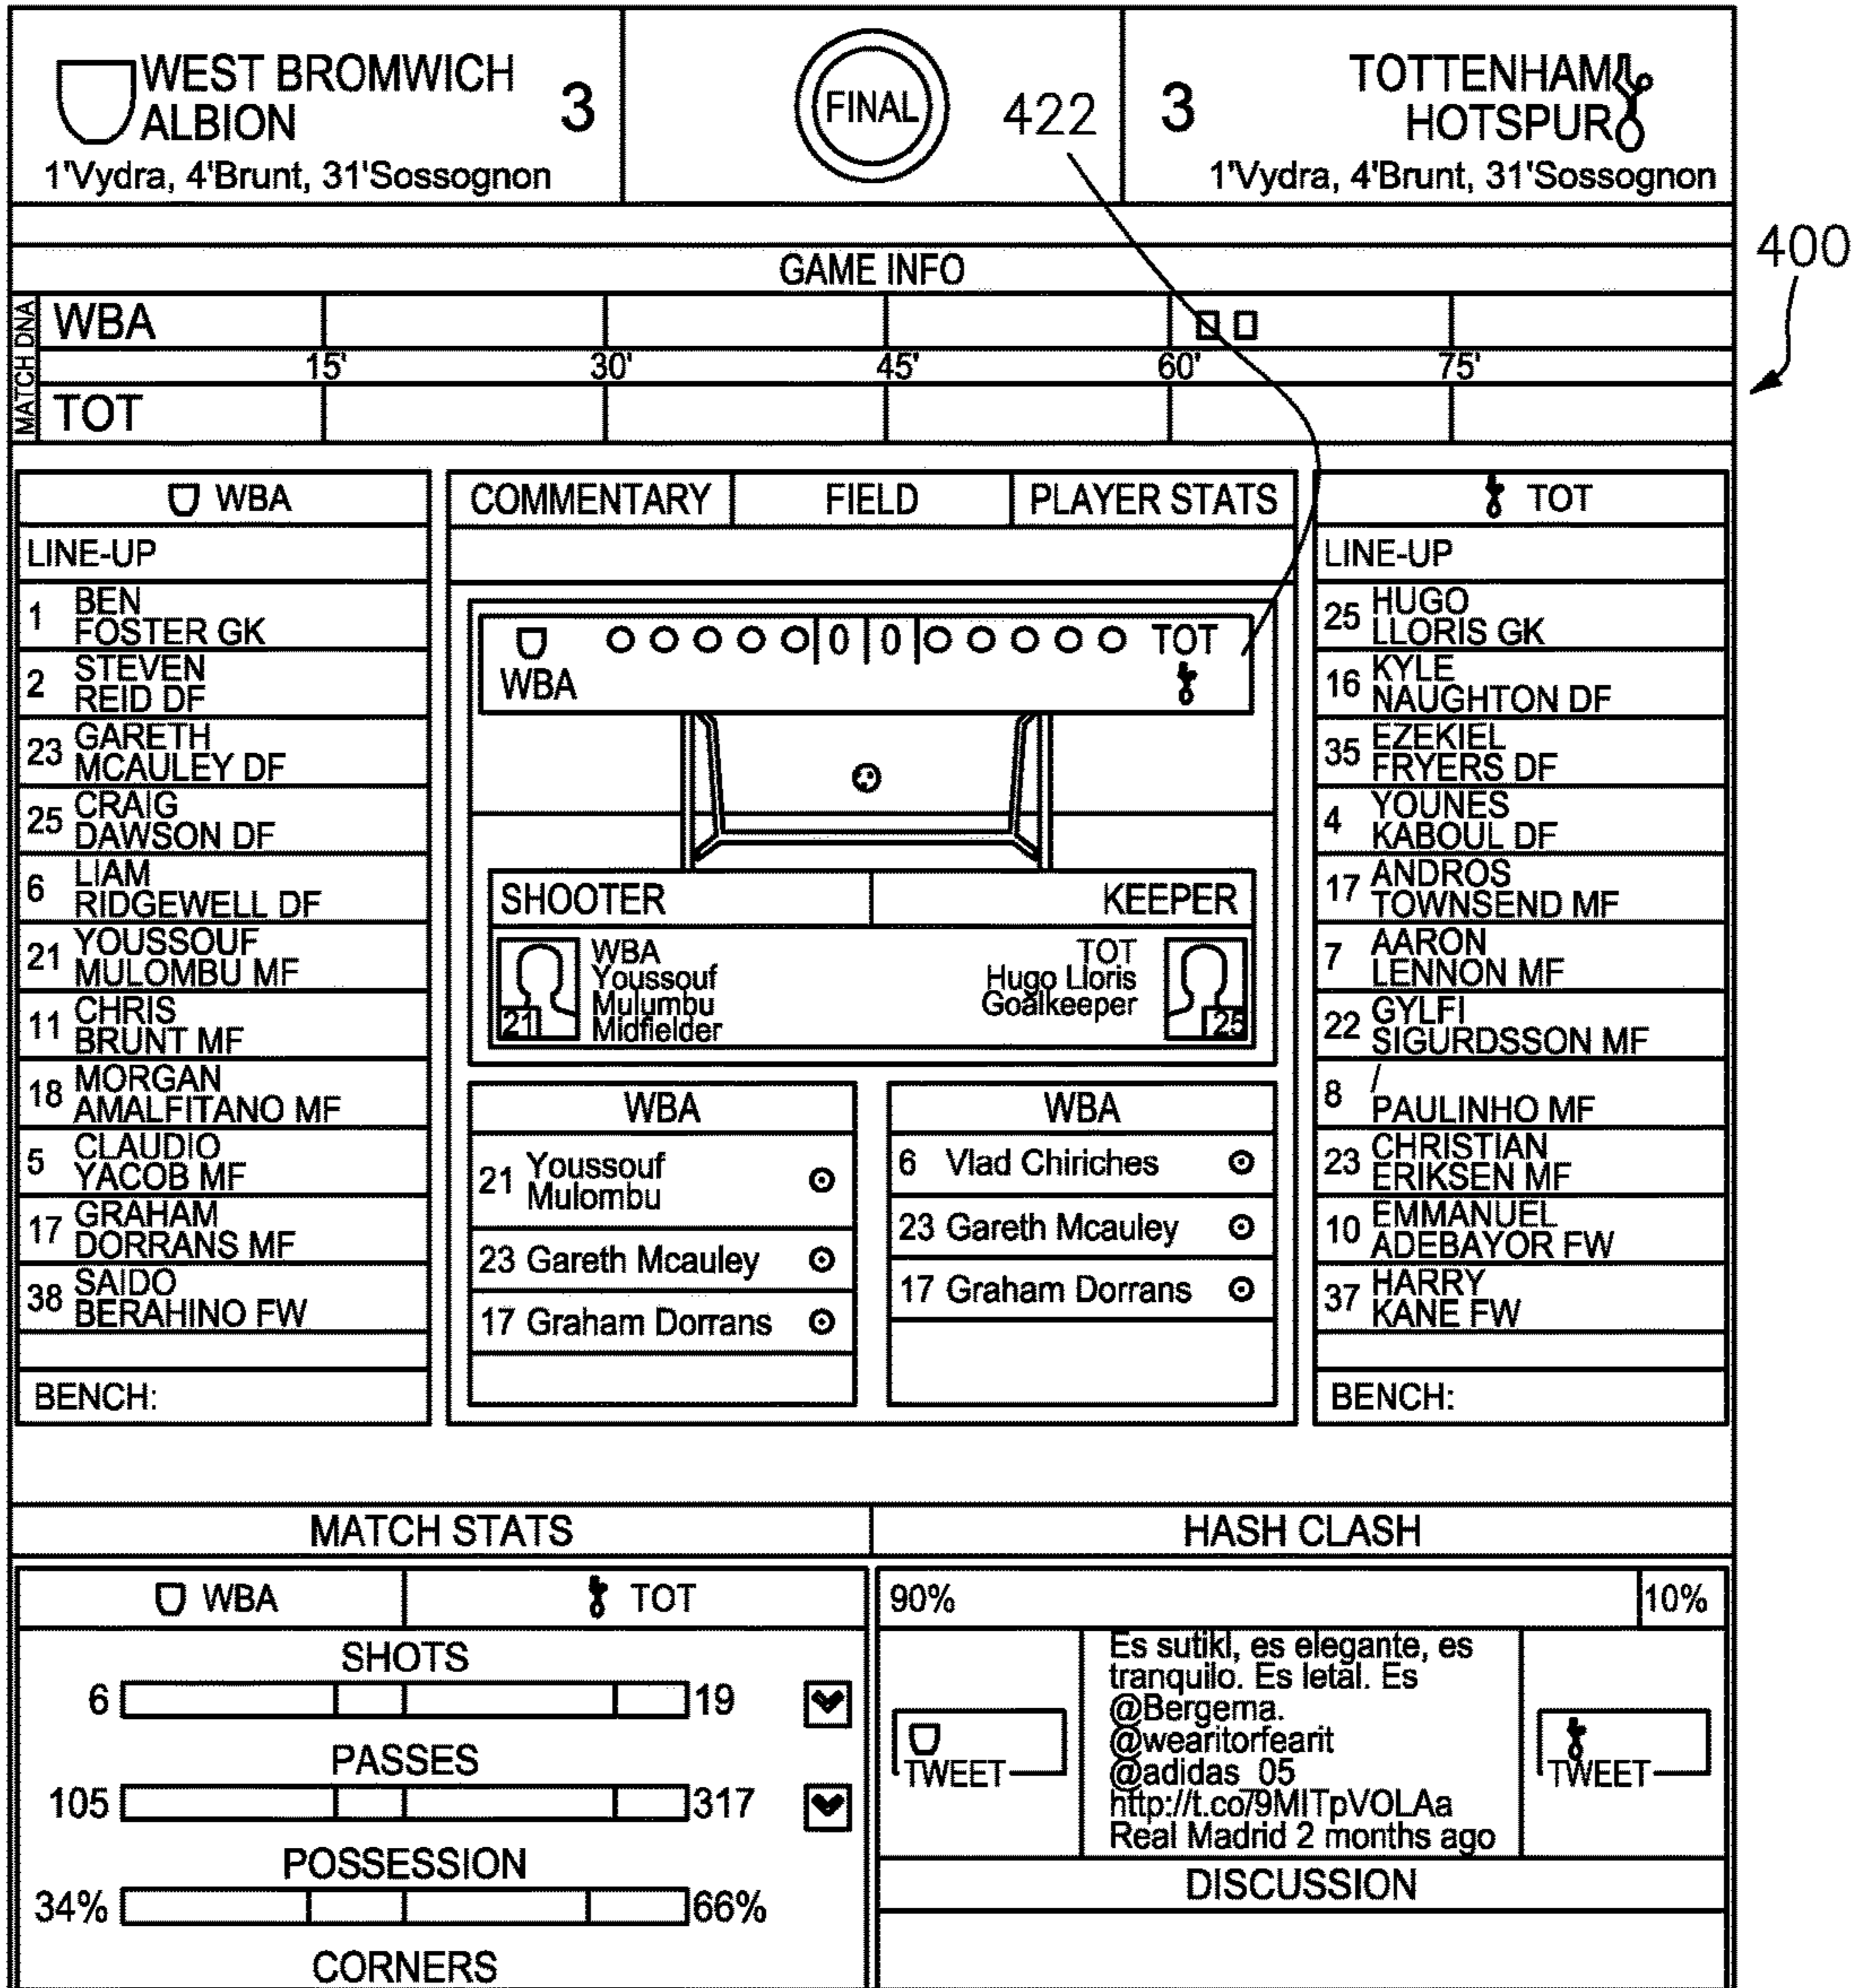 WEST BROMWICH
ALBION
3
1'Vydra, 4'Brunt, 31'Sossognon
FINAL
422
3
TOTTENHAM
HOTSPUR
1'Vydra, 4'Brunt, 31'Sossognon
400
GAME INFO
MATCH DNA
WBA
15' 30' 45' 60' 75'
TOT
WBA
LINE-UP
1 BEN
FOSTER GK
2 STEVEN
REID DF
23 GARETH
MCAULEY DF
25 CRAIG
DAWSON DF
6 LIAM
RIDGEWELL DF
21 YOUSSOUF
MULOMBU MF
11 CHRIS
BRUNT MF
18 MORGAN
AMALFITANO MF
5 CLAUDIO
YACOB MF
17 GRAHAM
DORRANS MF
38 SAIDO
BERAHINO FW
BENCH:
COMMENTARY FIELD PLAYER STATS
WBA
0 0
TOT
SHOOTER KEEPER
21
WBA
Youssouf
Mulumbu
Midfielder
TOT
Hugo Lloris
Goalkeeper
25
WBA
21 Youssouf
Mulombu
23 Gareth Mcauley
17 Graham Dorrans
WBA
6 Vlad Chiriches
23 Gareth Mcauley
17 Graham Dorrans
TOT
LINE-UP
25 HUGO
LLORIS GK
16 KYLE
NAUGHTON DF
35 EZEKIEL
FRYERS DF
4 YOUNES
KABOUL DF
17 ANDROS
TOWNSEND MF
7 AARON
LENNON MF
22 GYLFI
SIGURDSSON MF
8 /
PAULINHO MF
23 CHRISTIAN
ERIKSEN MF
10 EMMANUEL
ADEBAYOR FW
37 HARRY
KANE FW
BENCH:
MATCH STATS
WBA TOT
SHOTS
6 19
PASSES
105 317
POSSESSION
34% 66%
CORNERS
HASH CLASH
90% 10%
TWEET
Es sutikl, es elegante, es
tranquilo. Es letal. Es
@Bergema.
@wearitorfearit
@adidas_05
http://t.co/9MITpVOLAa
Real Madrid 2 months ago
TWEET
DISCUSSION